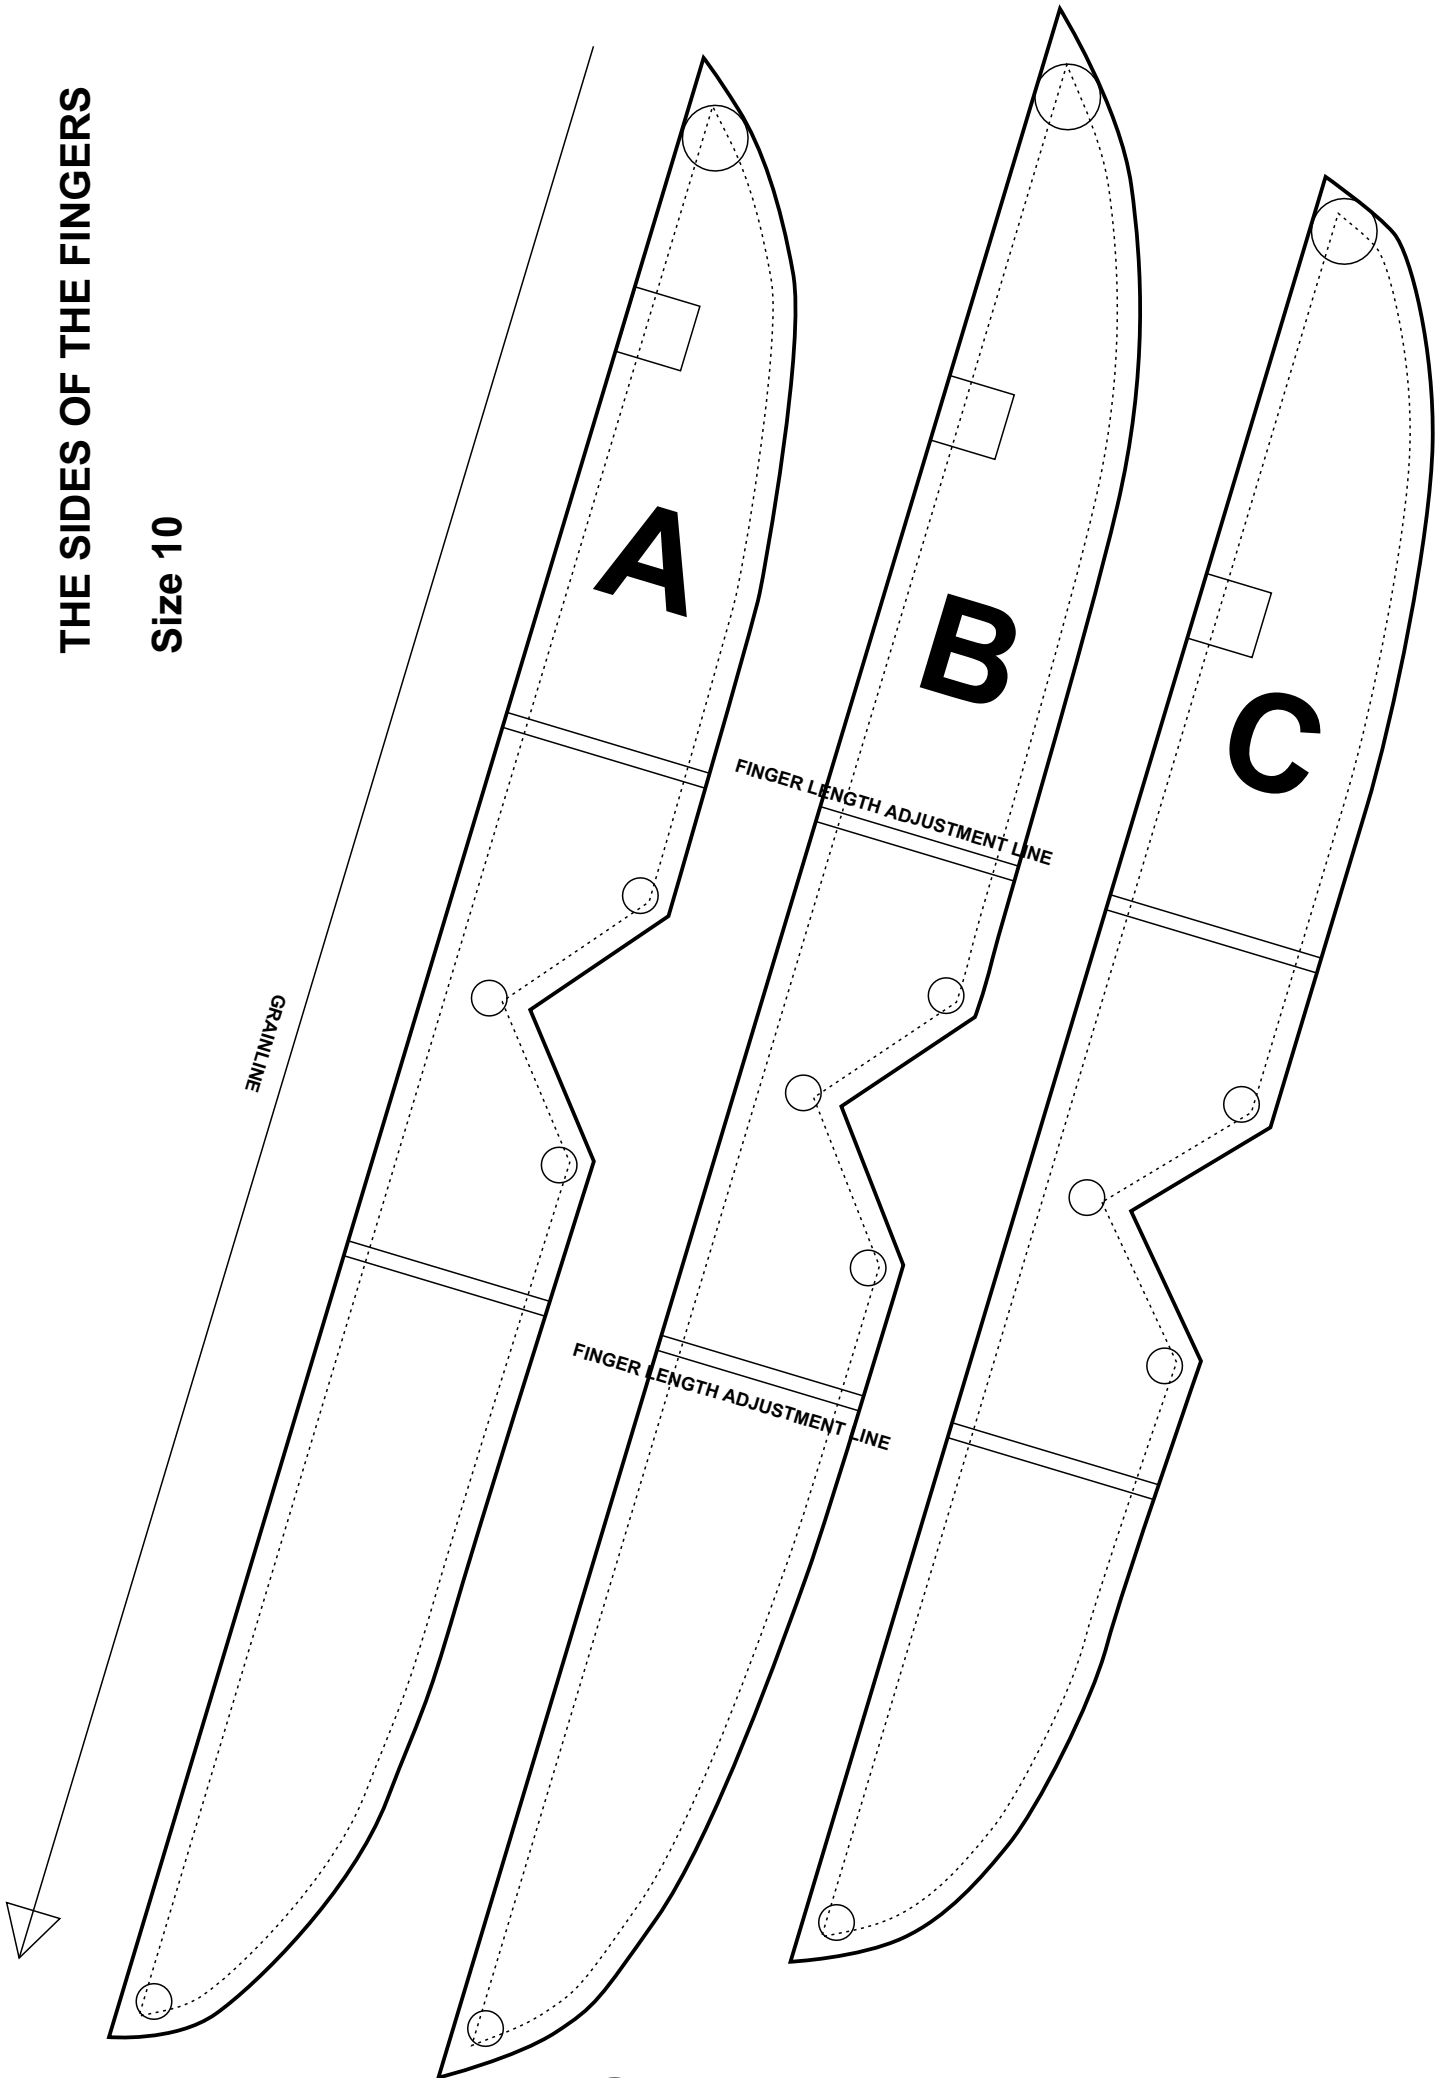 THE SIDES OF THE FINGERS
Size 10
A
B
C
FINGER LENGTH ADJUSTMENT LINE
GRAINLINE
FINGER LENGTH ADJUSTMENT LINE